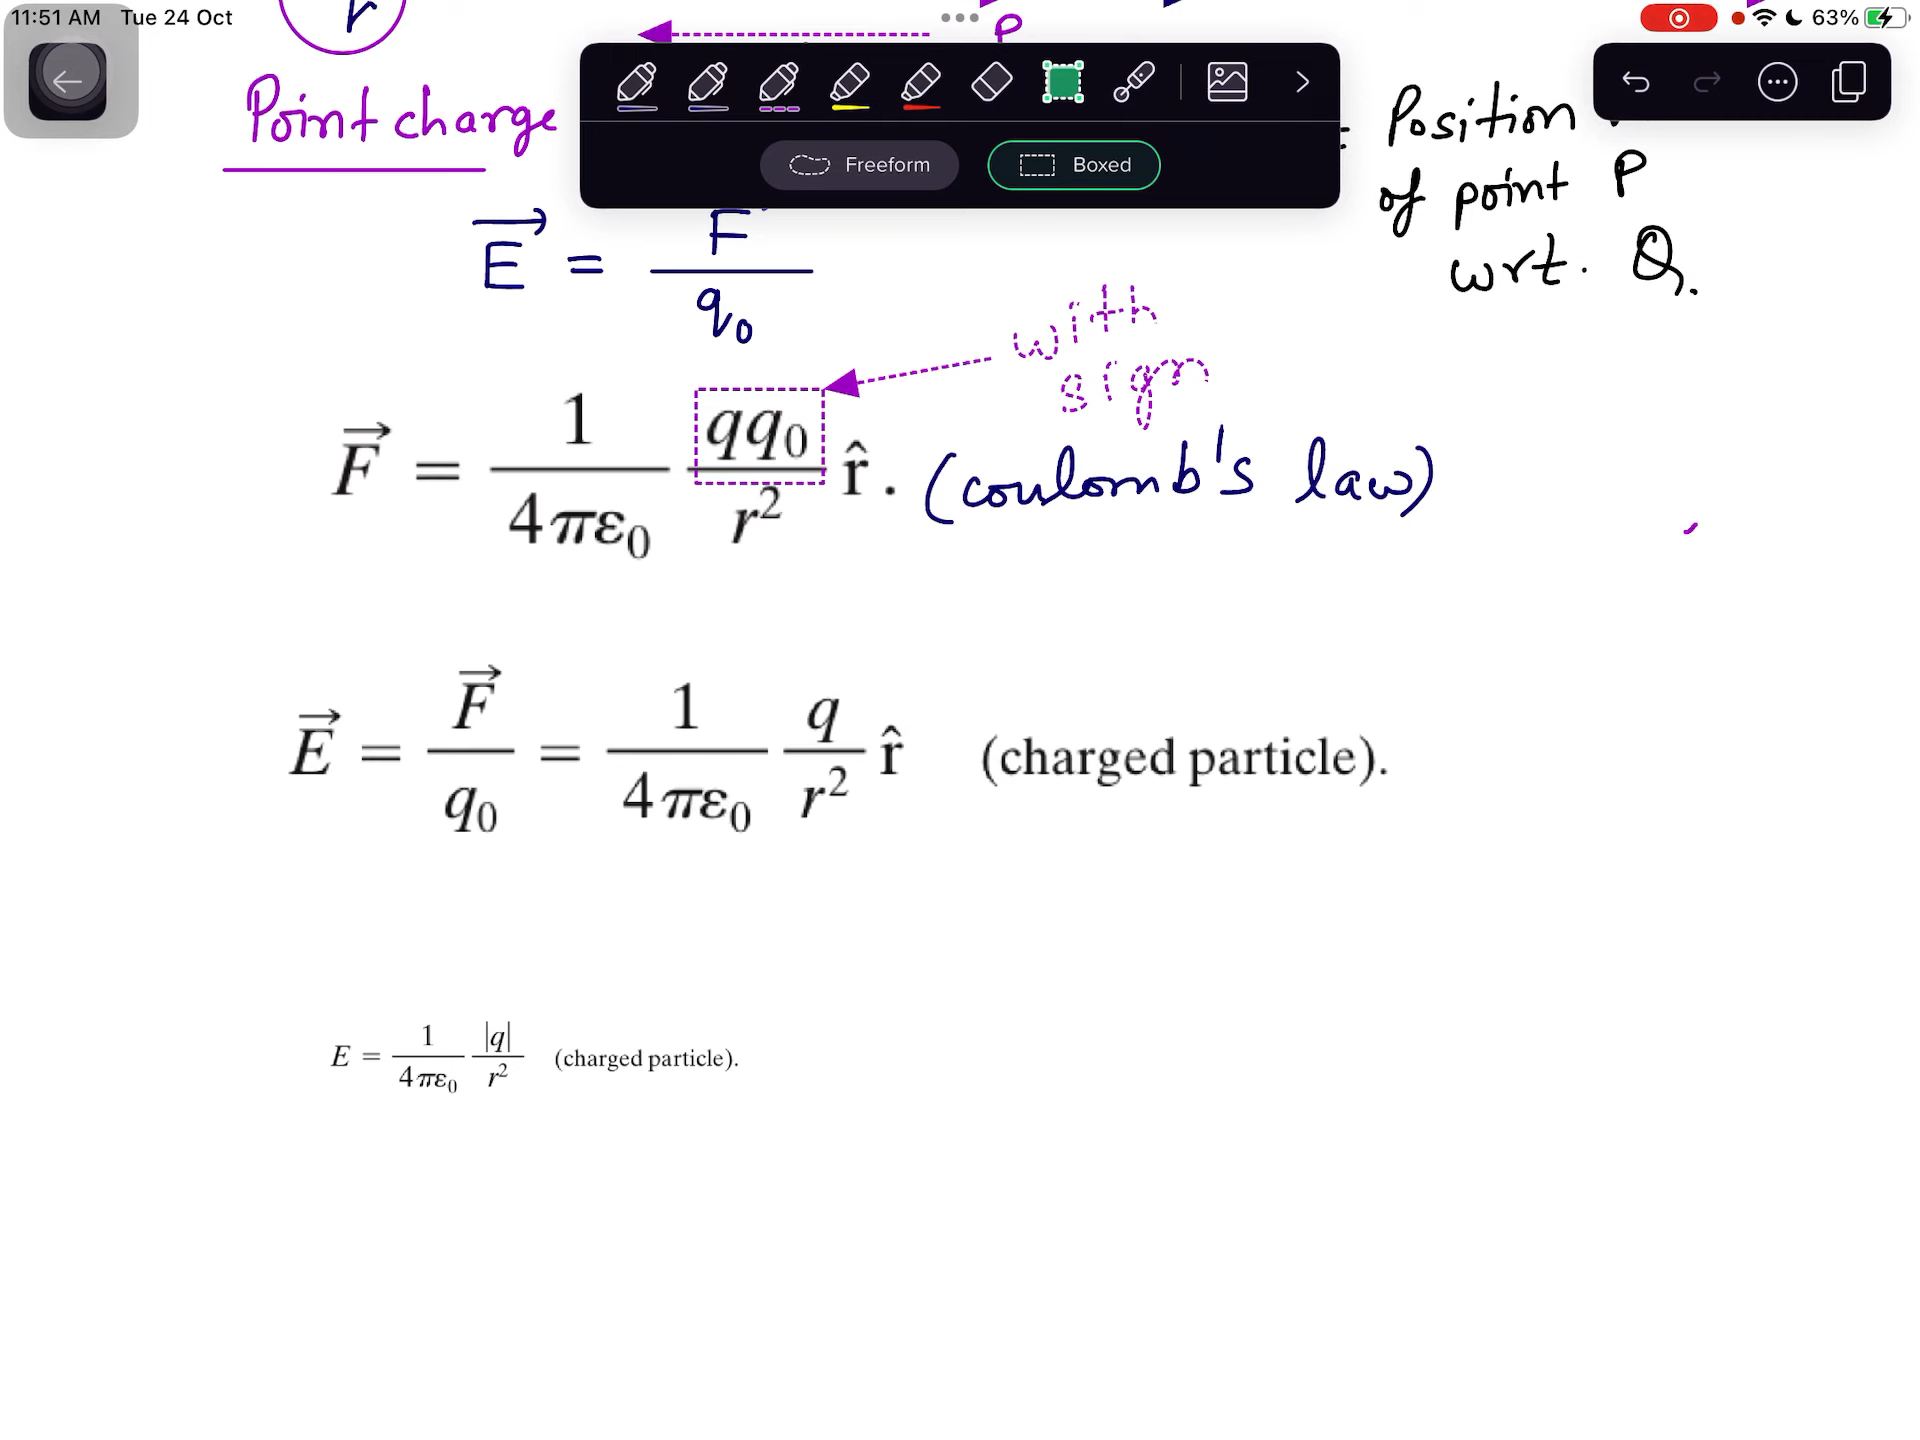 11:51 AM Tue 24 Oct
63%
r
P
Point charge
Freeform
Boxed
= Position
of point P
wrt. Q.
E = F / q₀
with
sign
F = 1/4πε₀ qq₀/r² r̂. (coulomb's law)
E = F/q₀ = 1/4πε₀ q/r² r̂ (charged particle).
E = 1/4πε₀ |q|/r² (charged particle).